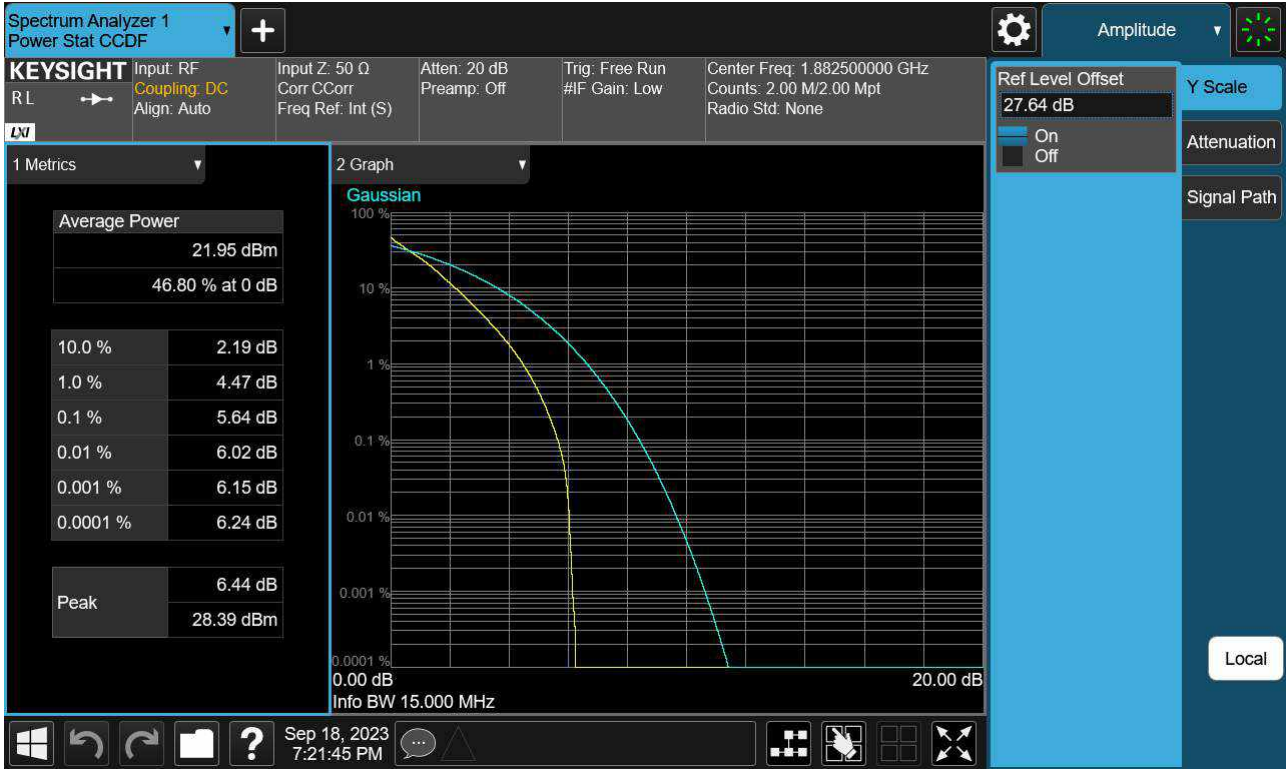 Spectrum Analyzer 1
Power Stat CCDF
+
Amplitude
KEYSIGHT
RL
LXI
Input: RF
Coupling: DC
Align: Auto
Input Z: 50 Ω
Corr CCorr
Freq Ref: Int (S)
Atten: 20 dB
Preamp: Off
Trig: Free Run
#IF Gain: Low
Center Freq: 1.882500000 GHz
Counts: 2.00 M/2.00 Mpt
Radio Std: None
Ref Level Offset
27.64 dB
On
Off
Y Scale
Attenuation
Signal Path
Local
1 Metrics
Average Power
21.95 dBm
46.80 % at 0 dB
10.0 % 2.19 dB
1.0 % 4.47 dB
0.1 % 5.64 dB
0.01 % 6.02 dB
0.001 % 6.15 dB
0.0001 % 6.24 dB
Peak
6.44 dB
28.39 dBm
2 Graph
Gaussian
100 %
10 %
1 %
0.1 %
0.01 %
0.001 %
0.0001 %
0.00 dB 20.00 dB
Info BW 15.000 MHz
?
Sep 18, 2023
7:21:45 PM